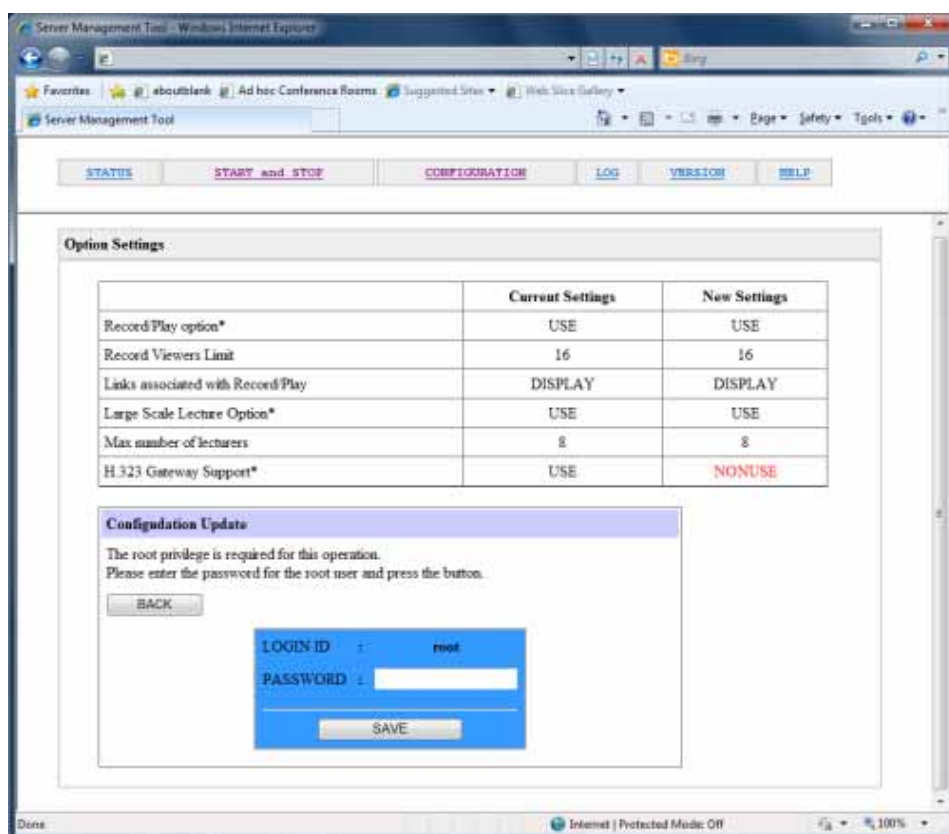 Server Management Tool - Windows Internet Explorer
Bing
Favorites about:blank Ad hoc Conference Rooms Suggested Sites Web Slice Gallery
Server Management Tool Page Safety Tools
STATUS START and STOP CONFIGURATION LOG VERSION HELP
Option Settings
Current Settings New Settings
Record/Play option* USE USE
Record Viewers Limit 16 16
Links associated with Record/Play DISPLAY DISPLAY
Large Scale Lecture Option* USE USE
Max number of lecturers 8 8
H.323 Gateway Support* USE NONUSE
Configudation Update
The root privilege is required for this operation.
Please enter the password for the root user and press the button.
BACK
LOGIN ID : root
PASSWORD :
SAVE
Done Internet | Protected Mode: Off 100%